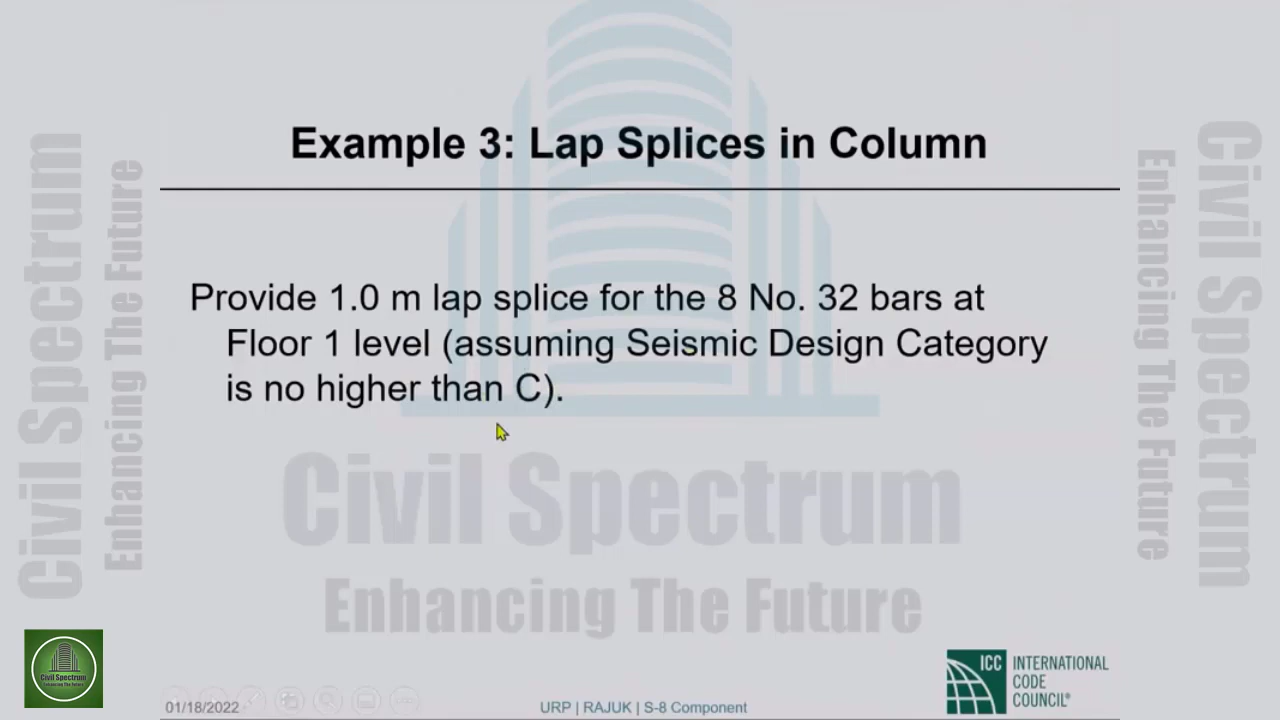 Example 3: Lap Splices in Column
Provide 1.0 m lap splice for the 8 No. 32 bars at
Floor 1 level (assuming Seismic Design Category
is no higher than C).
Civil Spectrum
Enhancing The Future
Civil Spectrum
Enhancing The Future
Civil Spectrum
Enhancing The Future
Civil Spectrum
Enhancing The Future
01/18/2022
URP | RAJUK | S-8 Component
ICC
INTERNATIONAL
CODE
COUNCIL®